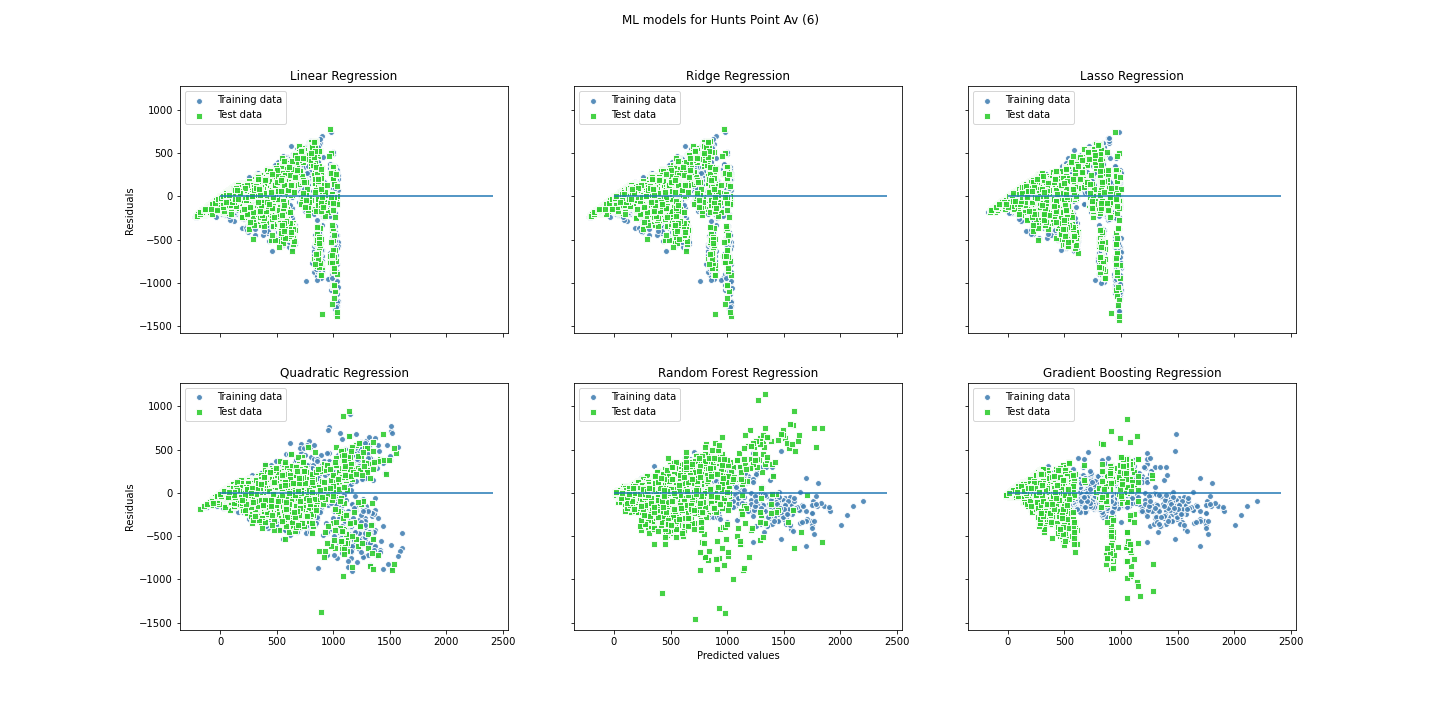 ML models for Hunts Point Av (6)
Linear Regression
Ridge Regression
Lasso Regression
Training data
Test data
Training data
Test data
Training data
Test data
1000
500
0
−500
−1000
−1500
Residuals
Quadratic Regression
Random Forest Regression
Gradient Boosting Regression
Training data
Test data
Training data
Test data
Training data
Test data
1000
500
0
−500
−1000
−1500
Residuals
0 500 1000 1500 2000 2500
0 500 1000 1500 2000 2500
0 500 1000 1500 2000 2500
Predicted values